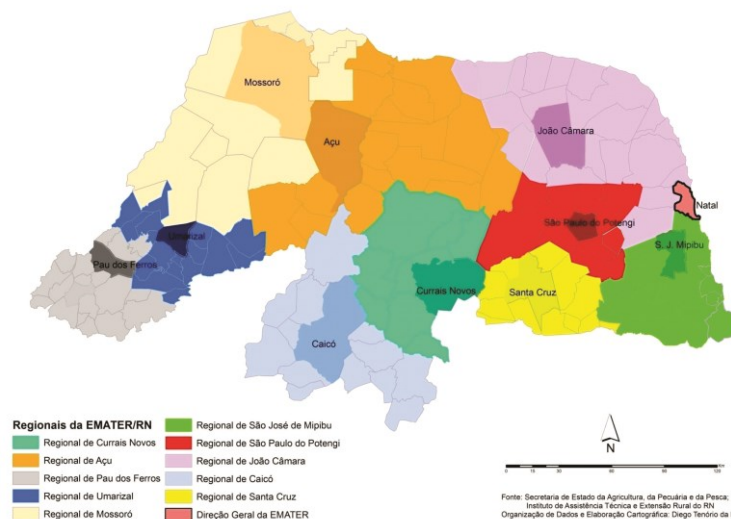 Mossoró
João Câmara
Açu
Natal
São Paulo do Potengi
Umarizal
S. J. Mipibu
Pau dos Ferros
Currais Novos
Santa Cruz
Caicó
Regionais da EMATER/RN
Regional de Currais Novos
Regional de Açu
Regional de Pau dos Ferros
Regional de Umarizal
Regional de Mossoró
Regional de São José de Mipibu
Regional de São Paulo do Potengi
Regional de João Câmara
Regional de Caicó
Regional de Santa Cruz
Direção Geral da EMATER
N
Fonte: Secretaria de Estado da Agricultura, da Pecuária e da Pesca;
Instituto de Assistência Técnica e Extensão Rural do RN
Organização de Dados e Elaboração Cartográfica: Diego Tenório da